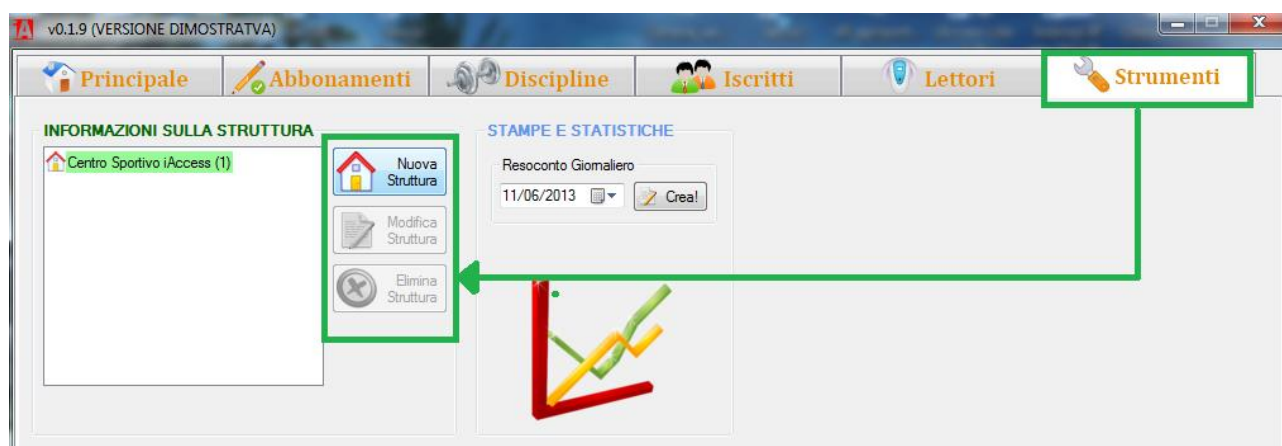 v0.1.9 (VERSIONE DIMOSTRATVA)
Principale
Abbonamenti
Discipline
Iscritti
Lettori
Strumenti
INFORMAZIONI SULLA STRUTTURA
Centro Sportivo iAccess (1)
Nuova
Struttura
Modifica
Struttura
Elimina
Struttura
STAMPE E STATISTICHE
Resoconto Giornaliero
11/06/2013
Crea!